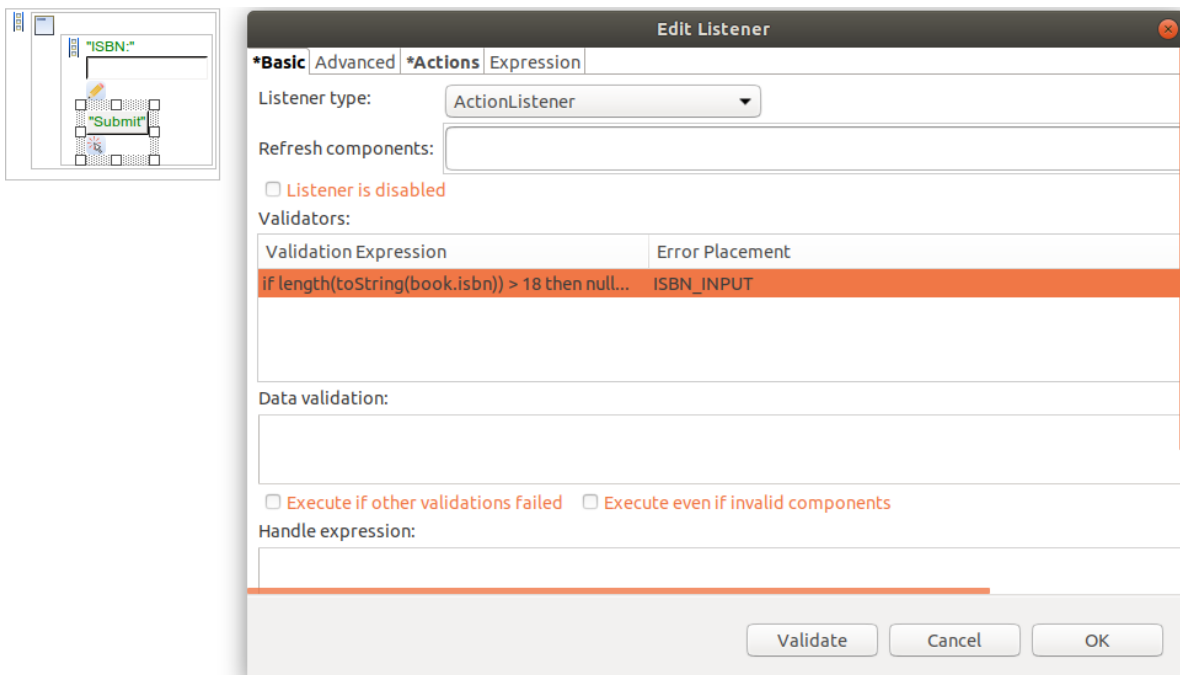 "ISBN:"
"Submit"
Edit Listener
*Basic Advanced *Actions Expression
Listener type: ActionListener
Refresh components:
Listener is disabled
Validators:
Validation Expression Error Placement
if length(toString(book.isbn)) > 18 then null... ISBN_INPUT
Data validation:
Execute if other validations failed Execute even if invalid components
Handle expression:
Validate Cancel OK